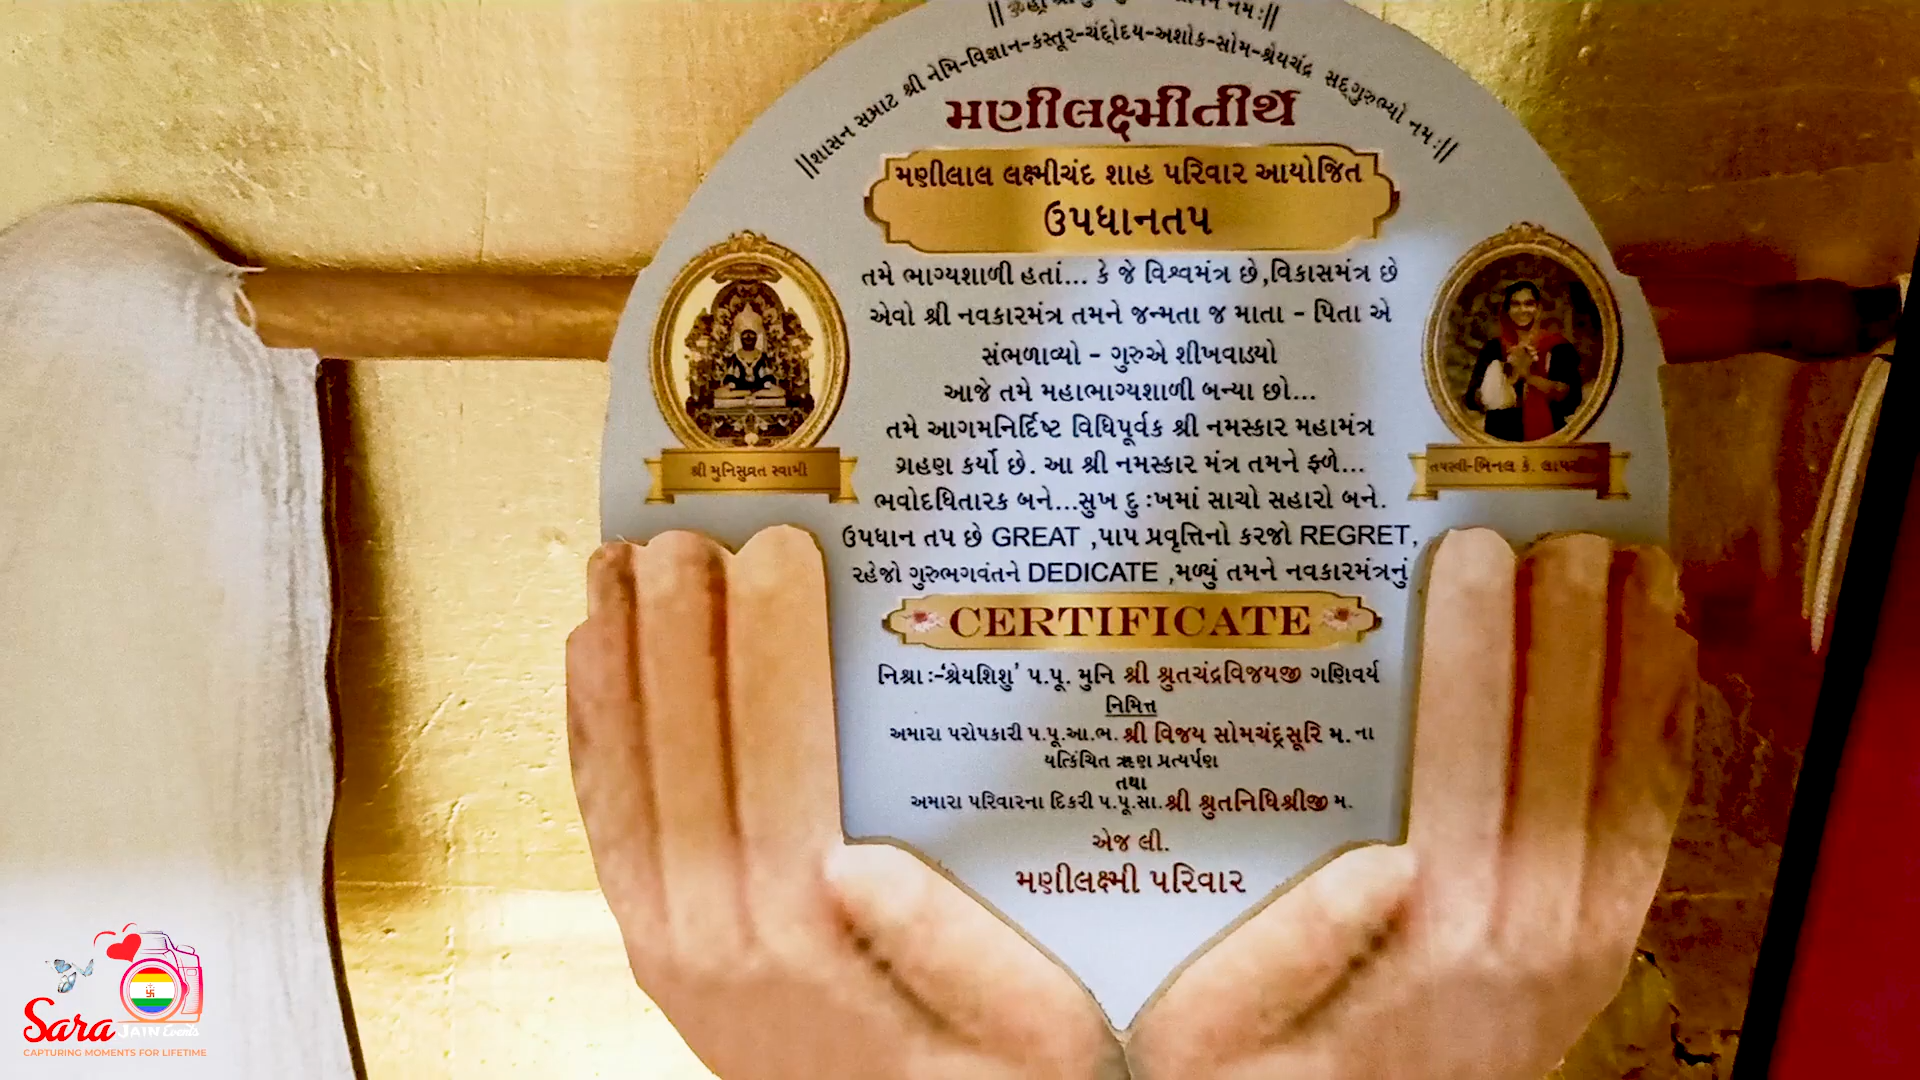 ||શાસન સમ્રાટ શ્રી નેમિ-વિજ્ઞાન-કસ્તૂર-ચંદ્રોદય-અશોક-સોમ-શ્રેયચંદ્ર સદ્ગુરુભ્યો નમઃ||
મણીલક્ષ્મીતીર્થે
મણીલાલ લક્ષ્મીચંદ શાહ પરિવાર આયોજિત
ઉપધાનતપ
તમે ભાગ્યશાળી હતાં... કે જે વિશ્વમંત્ર છે,વિકાસમંત્ર છે
એવો શ્રી નવકારમંત્ર તમને જન્મતા જ માતા - પિતા એ
સંભળાવ્યો - ગુરુએ શીખવાડ્યો
આજે તમે મહાભાગ્યશાળી બન્યા છો...
તમે આગમનિર્દિષ્ટ વિધિપૂર્વક શ્રી નમસ્કાર મહામંત્ર
ગ્રહણ કર્યો છે. આ શ્રી નમસ્કાર મંત્ર તમને ફળે...
ભવોદધિતારક બને...સુખ દુઃખમાં સાચો સહારો બને.
ઉપધાન તપ છે GREAT ,પાપ પ્રવૃત્તિનો કરજો REGRET,
રહેજો ગુરુભગવંતને DEDICATE ,મળ્યું તમને નવકારમંત્રનું
શ્રી મુનિસુવ્રત સ્વામી
તપસ્વી-બિનલ કે.
CERTIFICATE
નિશ્રા:-'શ્રેયશિશુ' પ.પૂ. મુનિ શ્રી શ્રુતચંદ્રવિજયજી ગણિવર્ય
નિમિત્ત
અમારા પરોપકારી પ.પૂ.આ.ભ. શ્રી વિજય સોમચંદ્રસૂરિ મ. ના
યત્કિંચિત ઋણ પ્રત્યર્પણ
તથા
અમારા પરિવારના દિકરી પ.પૂ.સા.શ્રી શ્રુતનિધિશ્રીજી મ.
એજ લી.
મણીલક્ષ્મી પરિવાર
Sara JAIN Events
CAPTURING MOMENTS FOR LIFETIME